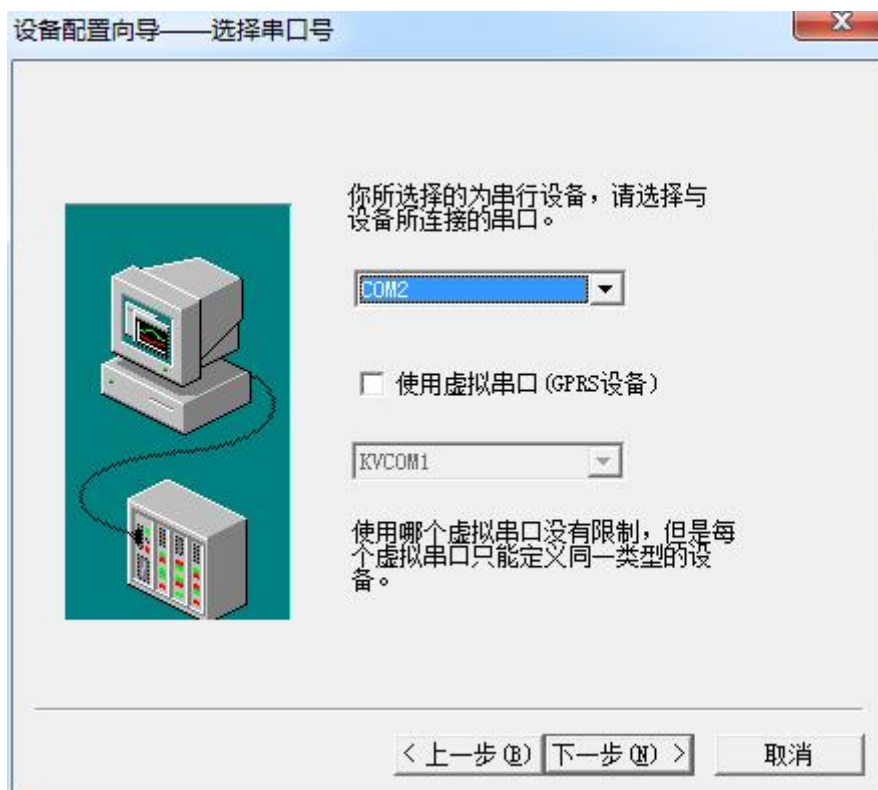 设备配置向导——选择串口号
你所选择的为串行设备，请选择与
设备所连接的串口。
COM2
使用虚拟串口(GPRS设备)
KVCOM1
使用哪个虚拟串口没有限制，但是每
个虚拟串口只能定义同一类型的设
备。
<上一步(B) 下一步(N)> 取消